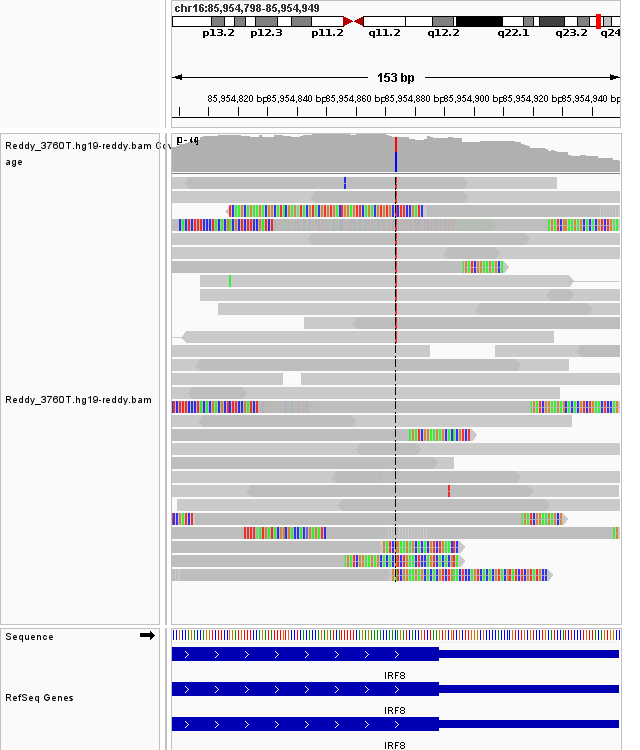 chr16:85,954,798-85,954,949
p13.2 p12.3 p11.2 q11.2 q12.2 q22.1 q23.2 q24
153 bp
85,954,820 bp 85,954,840 bp 85,954,860 bp 85,954,880 bp 85,954,900 bp 85,954,920 bp 85,954,940 bp
Reddy_3760T.hg19-reddy.bam Cov
age
Reddy_3760T.hg19-reddy.bam
Sequence
IRF8
RefSeq Genes
IRF8
IRF8